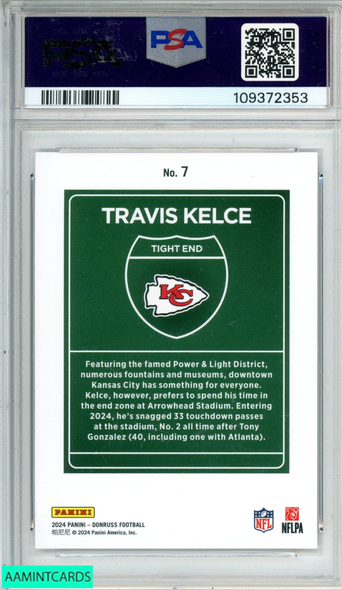 PSA
109372353
No. 7
TRAVIS KELCE
TIGHT END
KC
Featuring the famed Power & Light District,
numerous fountains and museums, downtown
Kansas City has something for everyone.
Kelce, however, prefers to spend his time in
the end zone at Arrowhead Stadium. Entering
2024, he's snagged 33 touchdown passes
at the stadium, No. 2 all time after Tony
Gonzalez (40, including one with Atlanta).
PANINI
2024 PANINI – DONRUSS FOOTBALL
帕尼尼 © 2024 Panini America, Inc.
NFL
NFLPA
AAMINTCARDS